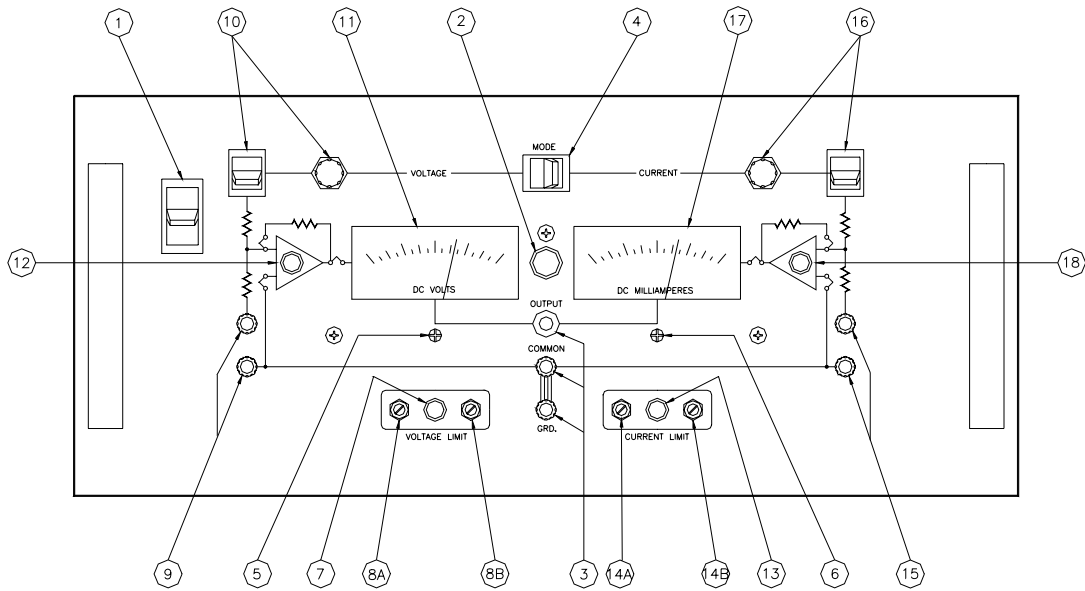 1
10
11
2
4
17
16
MODE
VOLTAGE
CURRENT
12
18
DC VOLTS
DC MILLIAMPERES
OUTPUT
COMMON
GRD.
VOLTAGE LIMIT
CURRENT LIMIT
9
5
7
8A
8B
3
14A
14B
13
6
15